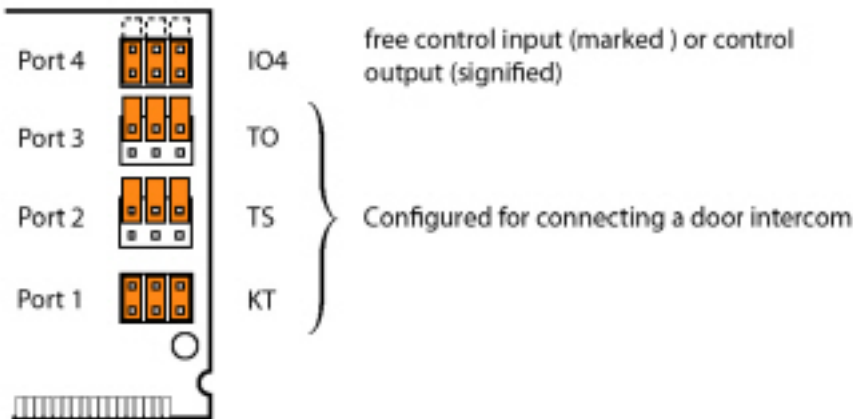 Port 4
IO4
free control input (marked ) or control
output (signified)
Port 3
TO
Port 2
TS
Configured for connecting a door intercom
Port 1
KT